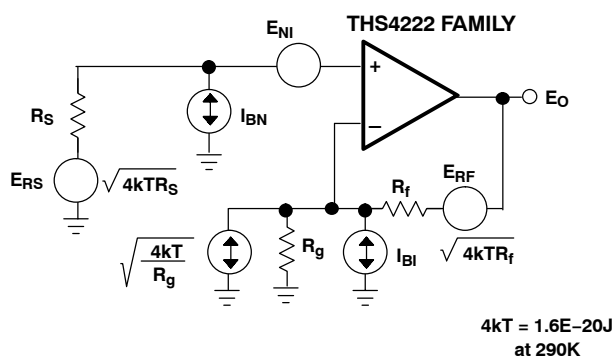 THS4222 FAMILY
E_NI
+
E_O
R_S
I_BN
−
E_RS
√4kTR_S
R_f
E_RF
√4kT/R_g
R_g
I_BI
√4kTR_f
4kT = 1.6E−20J
at 290K